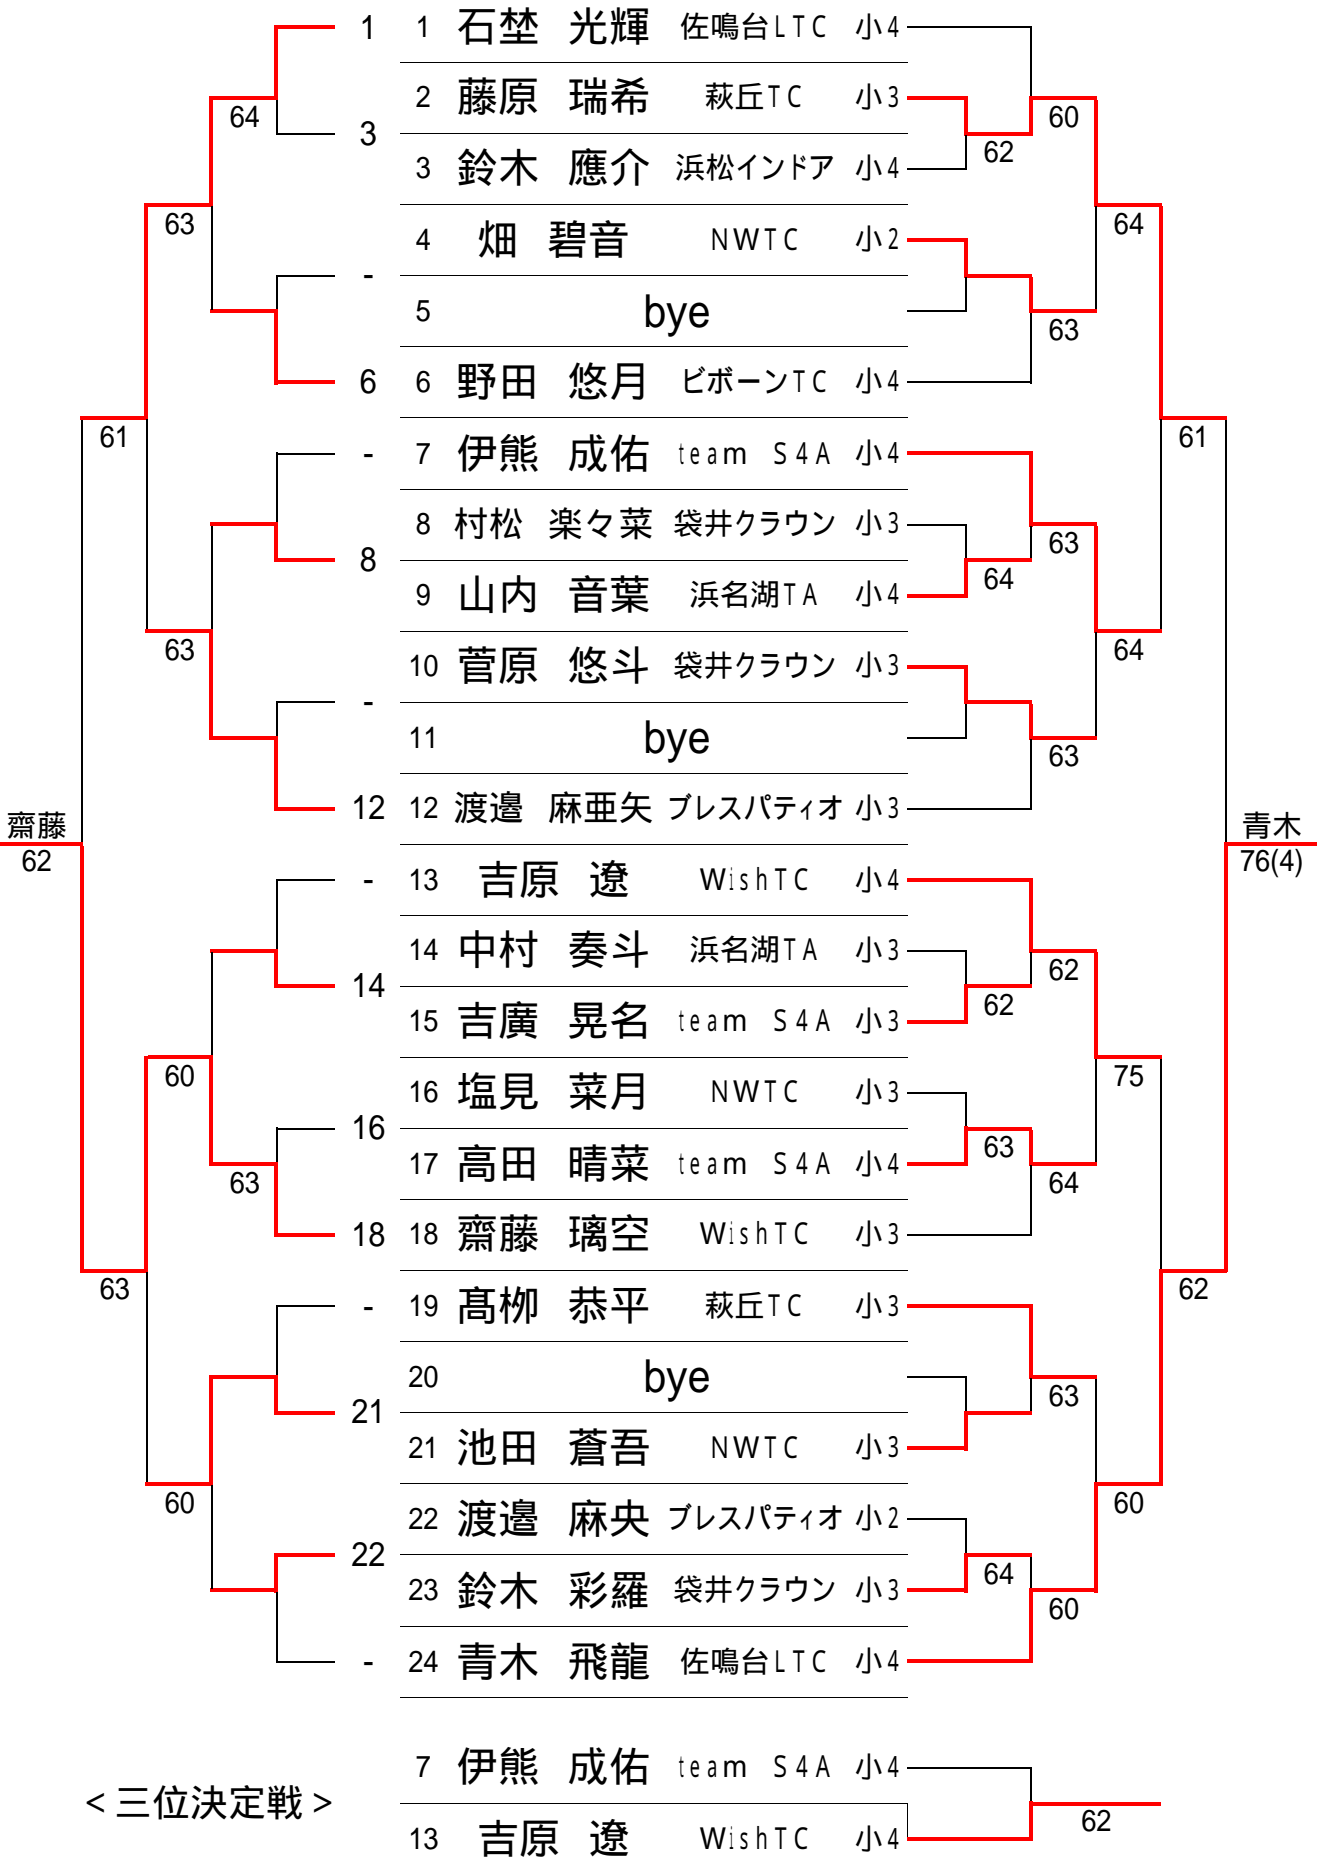 1 1 石埜 光輝 佐鳴台LTC 小4
64 2 藤原 瑞希 萩丘TC 小3 60
3 62
3 鈴木 應介 浜松インドア 小4
63 4 畑 碧音 NWTC 小2 64
-
5 bye 63
6 6 野田 悠月 ビボーンTC 小4
61 61
- 7 伊熊 成佑 team S4A 小4
8 村松 楽々菜 袋井クラウン 小3 63
8 64
9 山内 音葉 浜名湖TA 小4
63 10 菅原 悠斗 袋井クラウン 小3 64
-
11 bye 63
12 12 渡邉 麻亜矢 ブレスパティオ 小3
齋藤 青木
62 76(4)
- 13 吉原 遼 WishTC 小4
14 中村 奏斗 浜名湖TA 小3 62
14 62
15 吉廣 晃名 team S4A 小3
60 75
16 塩見 菜月 NWTC 小3
16 63
63 17 高田 晴菜 team S4A 小4 64
18 18 齋藤 璃空 WishTC 小3
63 62
- 19 髙栁 恭平 萩丘TC 小3
20 bye 63
21
21 池田 蒼吾 NWTC 小3
60 22 渡邉 麻央 ブレスパティオ 小2 60
22 64
23 鈴木 彩羅 袋井クラウン 小3 60
- 24 青木 飛龍 佐鳴台LTC 小4
7 伊熊 成佑 team S4A 小4
＜三位決定戦＞ 62
13 吉原 遼 WishTC 小4